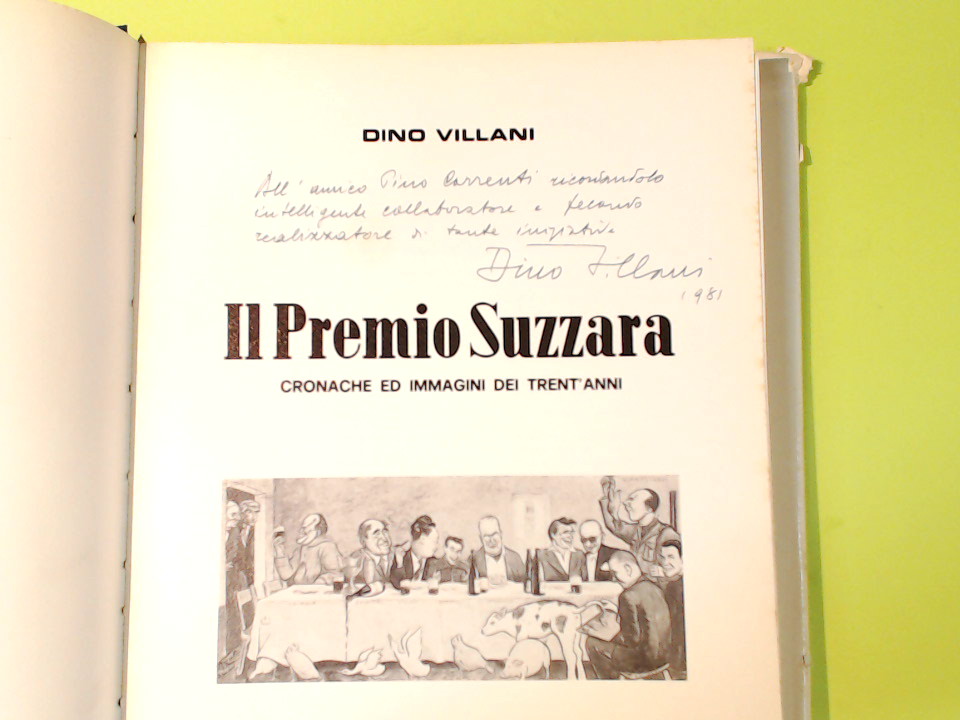 DINO VILLANI
All' amico Pino Correnti ricordandolo
intelligente collaboratore e fecondo
realizzatore di tante iniziative
Dino Villani
1981
Il Premio Suzzara
CRONACHE ED IMMAGINI DEI TRENT'ANNI